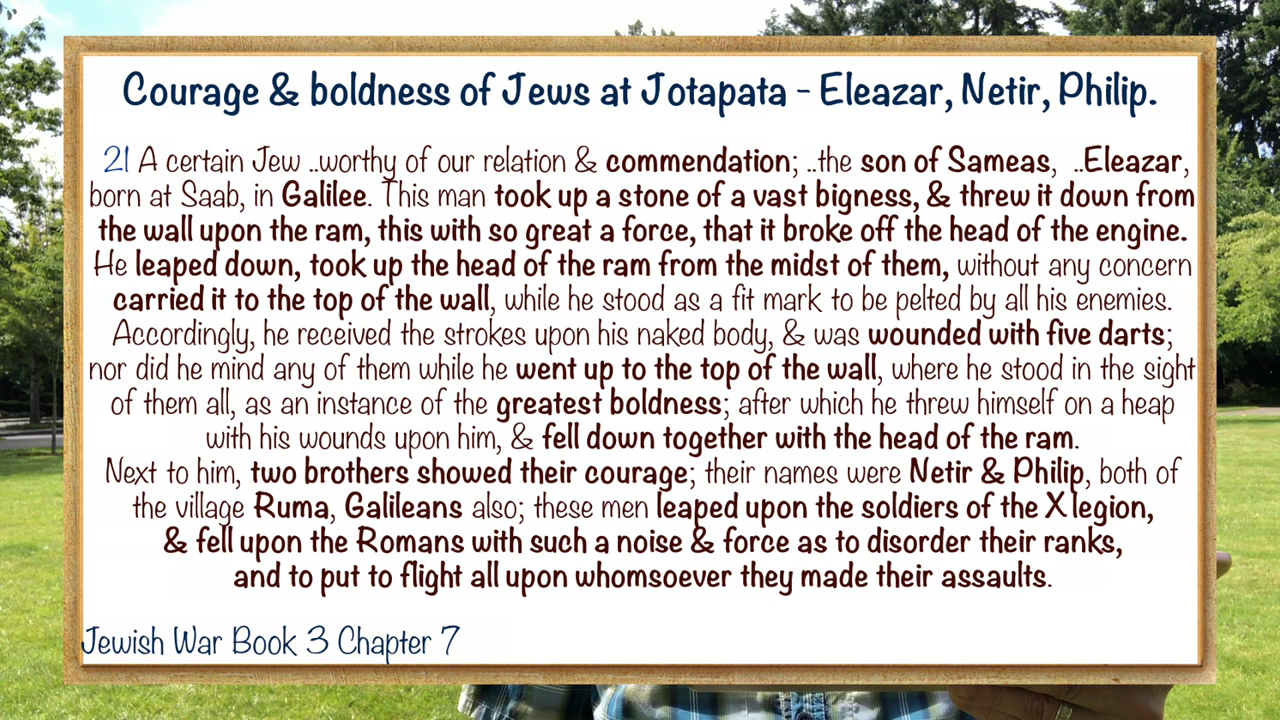 Courage & boldness of Jews at Jotapata - Eleazar, Netir, Philip.
21 A certain Jew ..worthy of our relation & commendation; ..the son of Sameas, ..Eleazar,
born at Saab, in Galilee. This man took up a stone of a vast bigness, & threw it down from
the wall upon the ram, this with so great a force, that it broke off the head of the engine.
He leaped down, took up the head of the ram from the midst of them, without any concern
carried it to the top of the wall, while he stood as a fit mark to be pelted by all his enemies.
Accordingly, he received the strokes upon his naked body, & was wounded with five darts;
nor did he mind any of them while he went up to the top of the wall, where he stood in the sight
of them all, as an instance of the greatest boldness; after which he threw himself on a heap
with his wounds upon him, & fell down together with the head of the ram.
Next to him, two brothers showed their courage; their names were Netir & Philip, both of
the village Ruma, Galileans also; these men leaped upon the soldiers of the X legion,
& fell upon the Romans with such a noise & force as to disorder their ranks,
and to put to flight all upon whomsoever they made their assaults.
Jewish War Book 3 Chapter 7